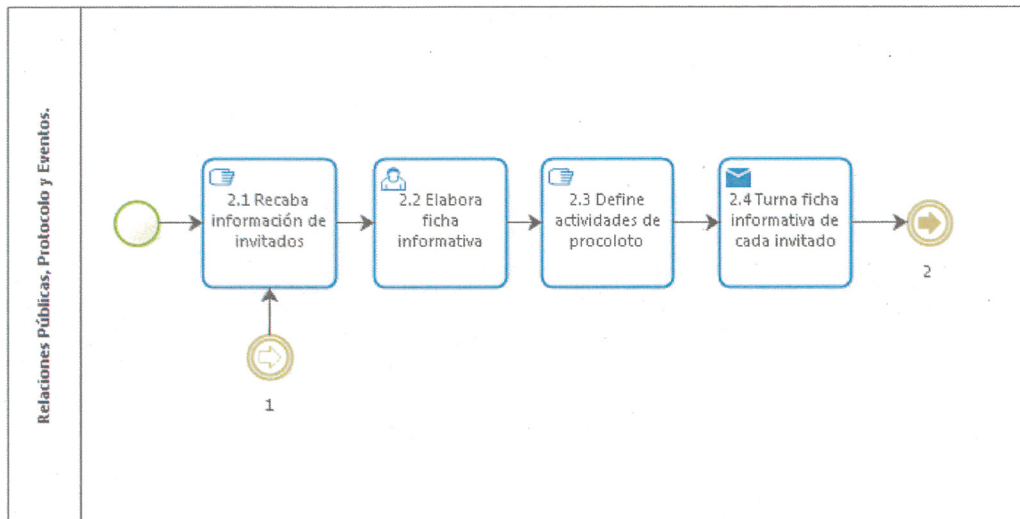 Relaciones Públicas, Protocolo y Eventos.
2.1 Recaba
información de
invitados
2.2 Elabora
ficha
informativa
2.3 Define
actividades de
procoloto
2.4 Turna ficha
informativa de
cada invitado
2
1